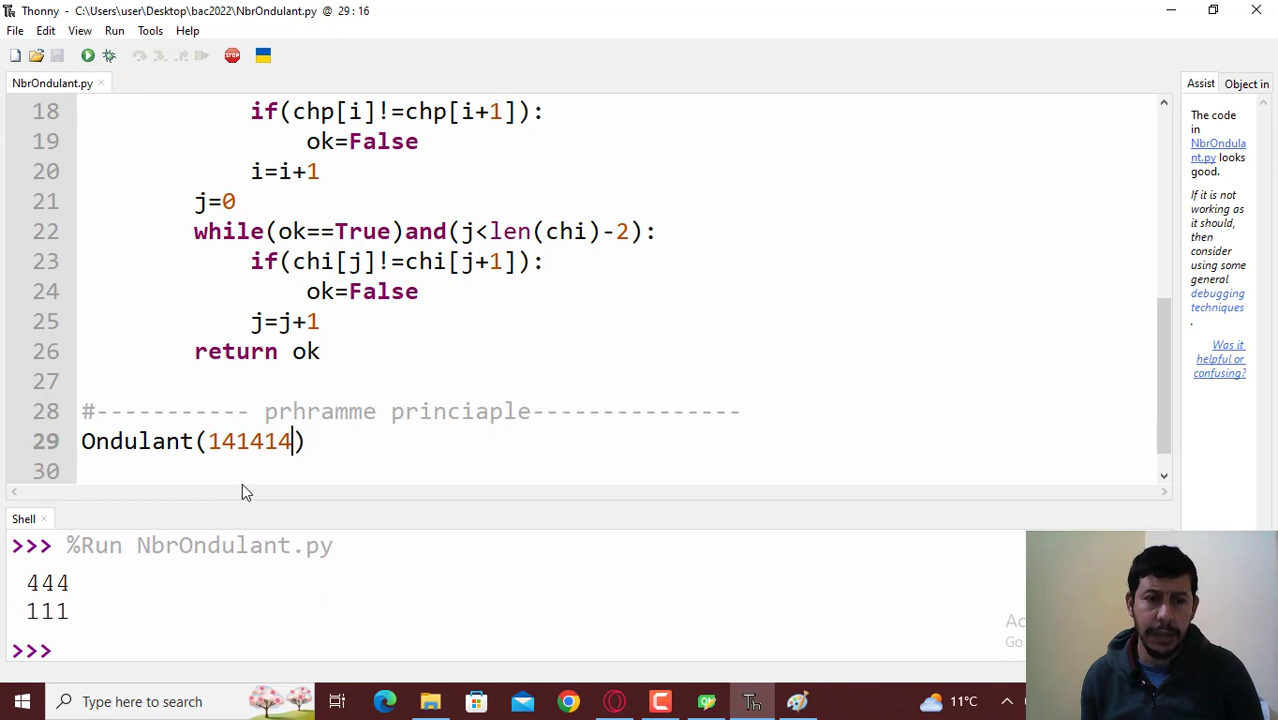 Thonny - C:\Users\user\Desktop\bac2022\NbrOndulant.py @ 29 : 16
File Edit View Run Tools Help
NbrOndulant.py
Assist
Object in
18 if(chp[i]!=chp[i+1]):
19 ok=False
20 i=i+1
21 j=0
22 while(ok==True)and(j<len(chi)-2):
23 if(chi[j]!=chi[j+1]):
24 ok=False
25 j=j+1
26 return ok
27
28 #----------- prhramme princiaple---------------
29 Ondulant(141414)
30
The code
in
NbrOndula
nt.py looks
good.
If it is not
working as
it should,
then
consider
using some
general
debugging
techniques
.
Was it
helpful or
confusing?
Shell
>>> %Run NbrOndulant.py
444
111
>>>
Go
Type here to search
11°C